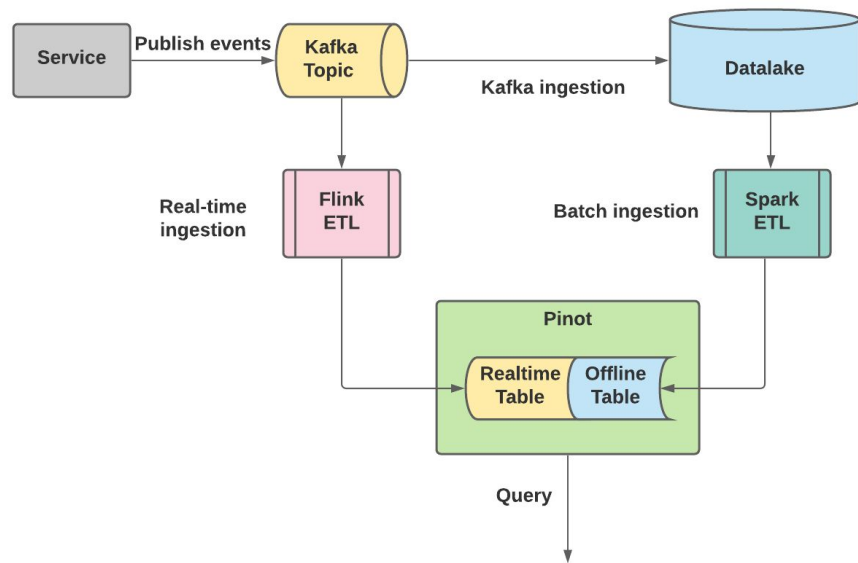 Service
Publish events
Kafka
Topic
Kafka ingestion
Datalake
Real-time
ingestion
Flink
ETL
Batch ingestion
Spark
ETL
Pinot
Realtime
Table
Offline
Table
Query